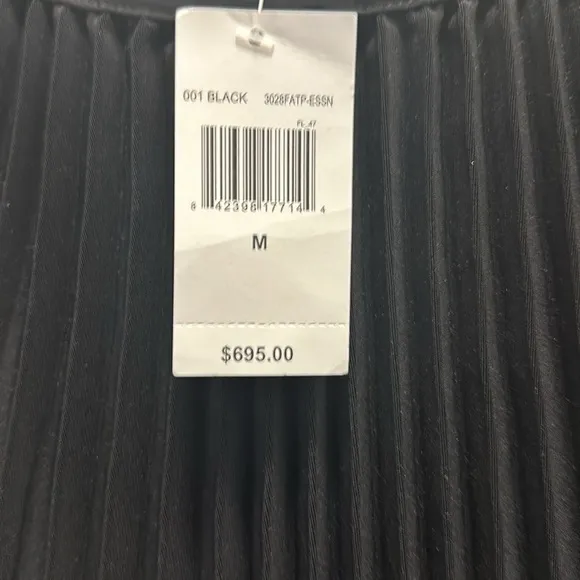 001 BLACK 3028FATP-ESSN
FL .47
8 42396 17714 4
M
$695.00